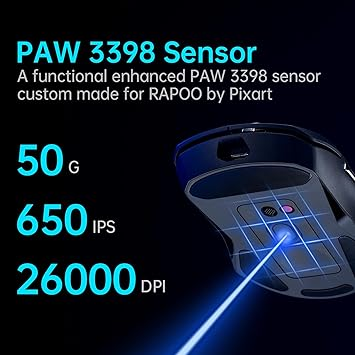 PAW 3398 Sensor
A functional enhanced PAW 3398 sensor
custom made for RAPOO by Pixart
50 G
650 IPS
26000 DPI